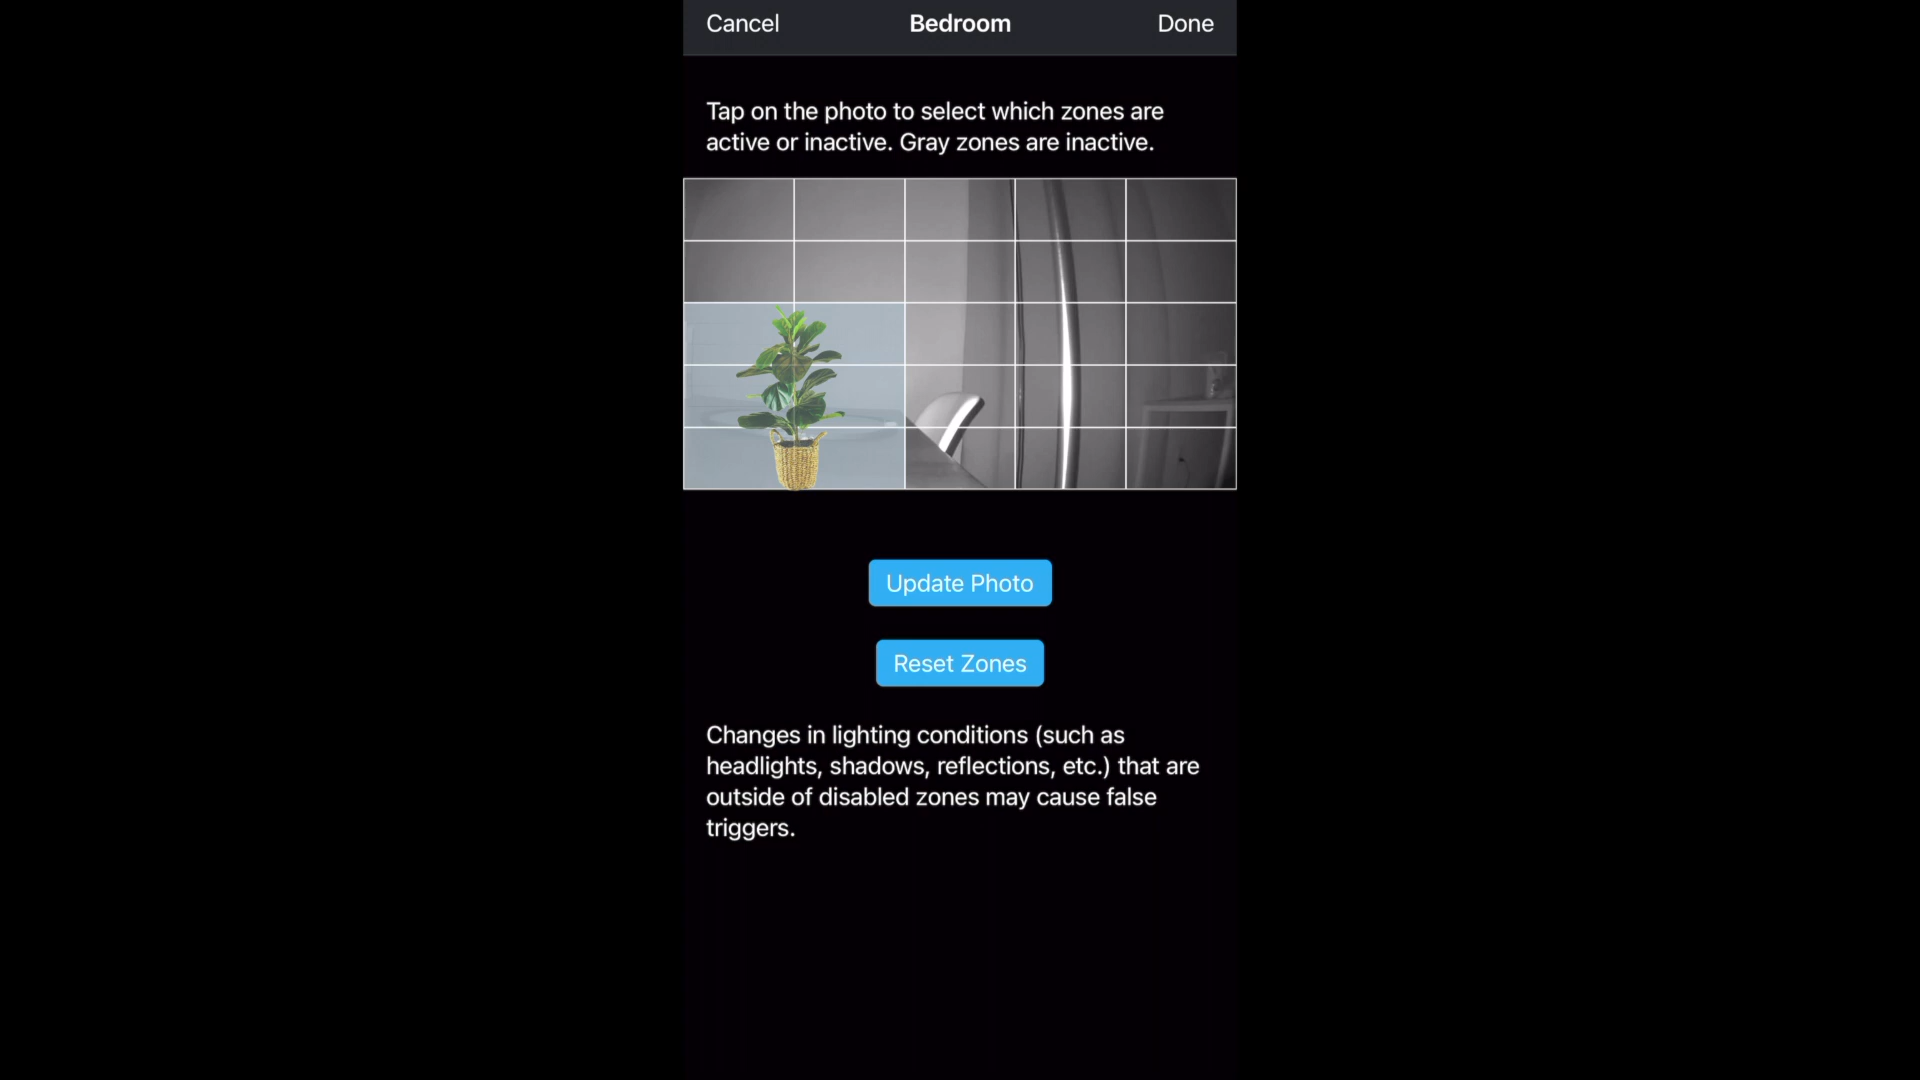 Cancel
Bedroom
Done
Tap on the photo to select which zones are
active or inactive. Gray zones are inactive.
Update Photo
Reset Zones
Changes in lighting conditions (such as
headlights, shadows, reflections, etc.) that are
outside of disabled zones may cause false
triggers.